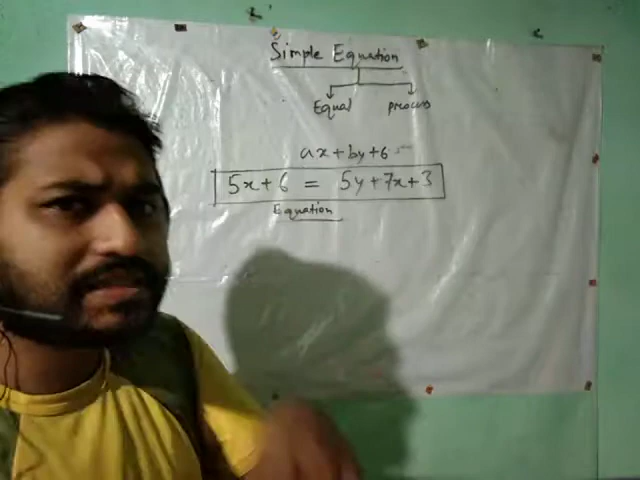 Simple Equation
Equal process
ax+by+6
5x+6 = 5y+7x+3
Equation